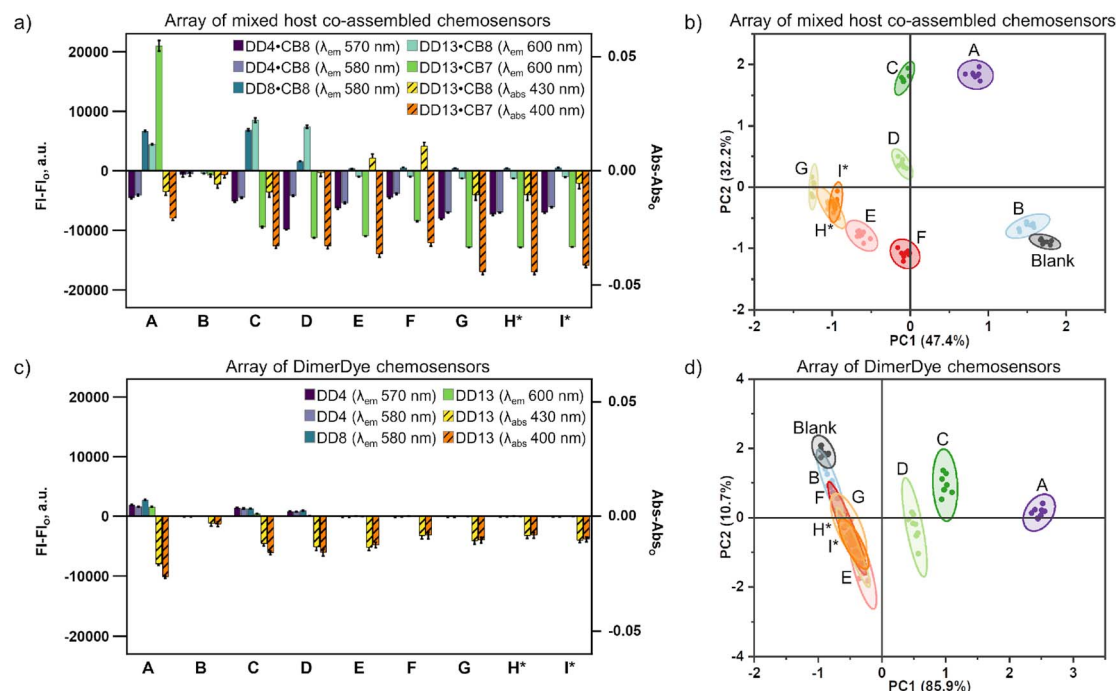 a) Array of mixed host co-assembled chemosensors
20000
10000
0
-10000
-20000
FI-FIₒ, a.u.
DD4•CB8 (λem 570 nm)
DD4•CB8 (λem 580 nm)
DD8•CB8 (λem 580 nm)
DD13•CB8 (λem 600 nm)
DD13•CB7 (λem 600 nm)
DD13•CB8 (λabs 430 nm)
DD13•CB7 (λabs 400 nm)
0.05
0.00
-0.05
Abs-Absₒ
A B C D E F G H* I*
b) Array of mixed host co-assembled chemosensors
2
1
0
-1
-2
PC2 (32.2%)
A
C
D
G
I*
H*
E
F
B
Blank
-2 -1 0 1 2
PC1 (47.4%)
c) Array of DimerDye chemosensors
20000
10000
0
-10000
-20000
FI-FIₒ, a.u.
DD4 (λem 570 nm)
DD4 (λem 580 nm)
DD8 (λem 580 nm)
DD13 (λem 600 nm)
DD13 (λabs 430 nm)
DD13 (λabs 400 nm)
0.05
0.00
-0.05
Abs-Absₒ
A B C D E F G H* I*
d) Array of DimerDye chemosensors
4
2
0
-2
-4
PC2 (10.7%)
Blank
B
F
G
H*
I*
E
D
C
A
-2 -1 0 1 2 3
PC1 (85.9%)